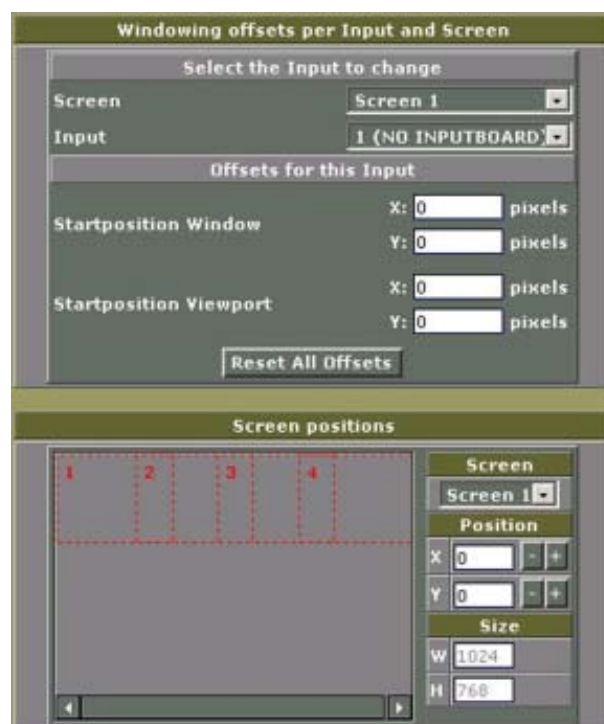 Windowing offsets per Input and Screen
Select the Input to change
Screen Screen 1
Input 1 (NO INPUTBOARD)
Offsets for this Input
Startposition Window
X: 0 pixels
Y: 0 pixels
Startposition Viewport
X: 0 pixels
Y: 0 pixels
Reset All Offsets
Screen positions
1 2 3 4
Screen
Screen 1
Position
X 0 - +
Y 0 - +
Size
W 1024
H 768